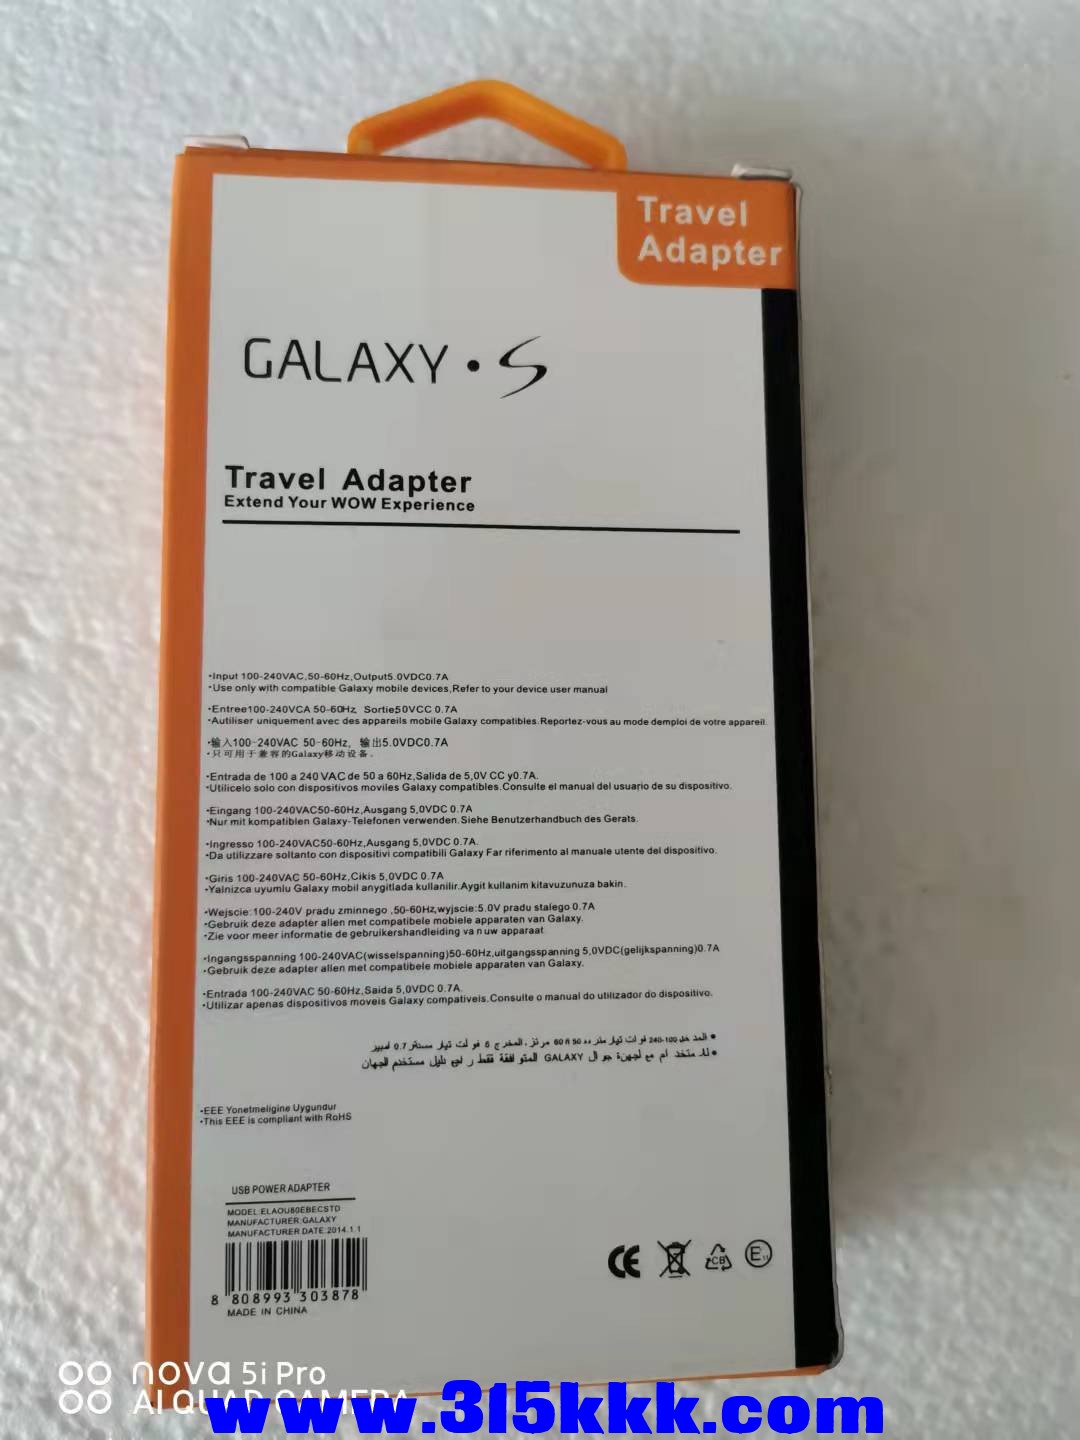 Travel
Adapter
GALAXY · S
Travel Adapter
Extend Your WOW Experience
·Input 100-240VAC,50-60Hz,Output5.0VDC0.7A
·Use only with compatible Galaxy mobile devices,Refer to your device user manual
·Entree100-240VCA 50-60Hz, Sortie50VCC 0.7A
·Autiliser uniquement avec des appareils mobile Galaxy compatibles.Reportez-vous au mode demploi de votre appareil.
·输入100-240VAC 50-60Hz, 输出5.0VDC0.7A
·只可用于兼容的Galaxy移动设备.
·Entrada de 100 a 240 VAC de 50 a 60Hz,Salida de 5,0V CC y0.7A.
·Utilicelo solo con dispositivos moviles Galaxy compatibles.Consulte el manual del usuario de su dispositivo.
·Eingang 100-240VAC50-60Hz,Ausgang 5,0VDC 0.7A
·Nur mit kompatiblen Galaxy-Telefonen verwenden.Siehe Benutzerhandbuch des Gerats.
·Ingresso 100-240VAC50-60Hz,Ausgang 5,0VDC 0.7A.
·Da utilizzare soltanto con dispositivi compatibili Galaxy Far riferimento al manuale utente del dispositivo.
·Giris 100-240VAC 50-60Hz,Cikis 5,0VDC 0.7A
·Yalnizca uyumlu Galaxy mobil anygitlada kullanilir.Aygit kullanim kitavuzunuza bakin.
·Wejscie:100-240V pradu zminnego ,50-60Hz,wyjscie:5.0V pradu stalego 0.7A
·Gebruik deze adapter allen met compatibele mobiele apparaten van Galaxy.
·Zie voor meer informatie de gebruikershandleiding va n uw apparaat
·Ingangsspanning 100-240VAC(wisselspanning)50-60Hz,uitgangsspanning 5,0VDC(gelijkspanning)0.7A
·Gebruik deze adapter allen met compatibele mobiele apparaten van Galaxy.
·Entrada 100-240VAC 50-60Hz,Saida 5,0VDC 0.7A.
·Utilizar apenas dispositivos moveis Galaxy compativeis.Consulte o manual do utilizador do dispositivo.
GALAXY المتوافقة فقط
·EEE Yonetmeligine Uygundur
·This EEE is compliant with RoHS
USB POWER ADAPTER
MODEL:ELAOU80EBECSTD
MANUFACTURER:GALAXY
MANUFACTURER DATE:2014.1.1
8 808993 303878
MADE IN CHINA
CE
CB
E
nova 5i Pro
AI QUAD CAMERA
www.315kkk.com